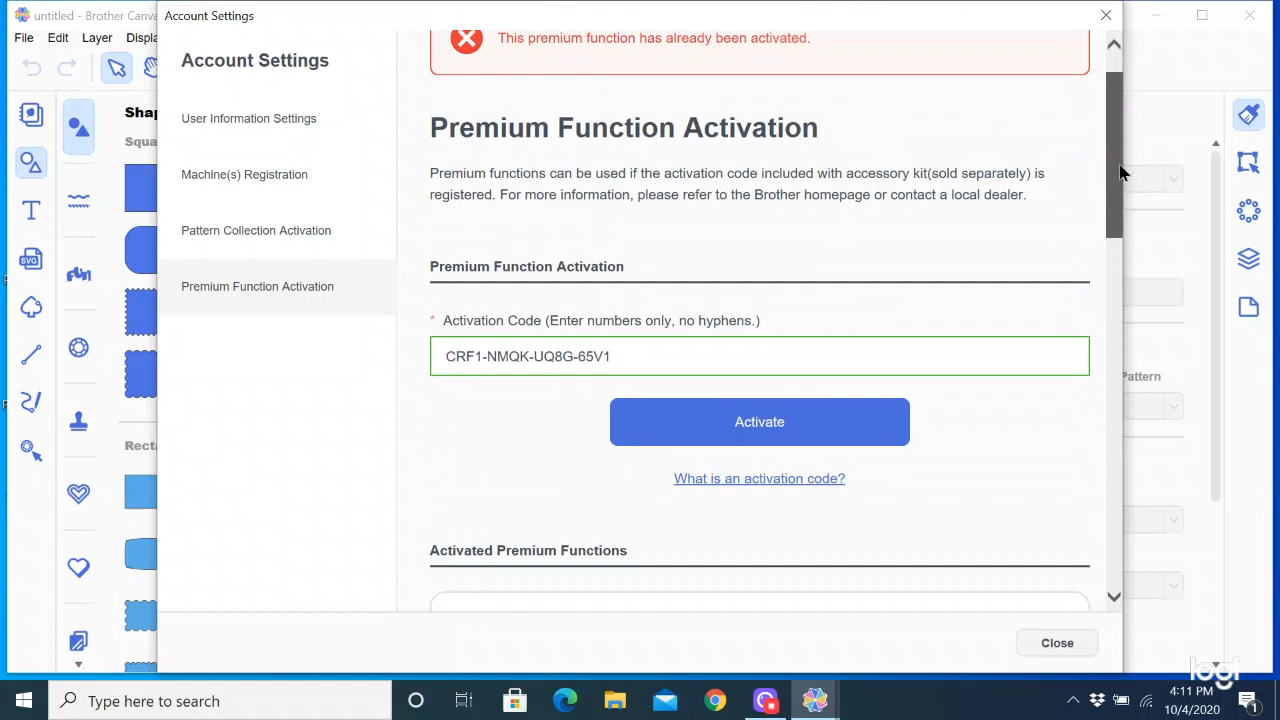 untitled - Brother Canva
Account Settings
File Edit Layer Displa
Account Settings
User Information Settings
Machine(s) Registration
Pattern Collection Activation
Premium Function Activation
This premium function has already been activated.
Premium Function Activation
Premium functions can be used if the activation code included with accessory kit(sold separately) is
registered. For more information, please refer to the Brother homepage or contact a local dealer.
Premium Function Activation
* Activation Code (Enter numbers only, no hyphens.)
CRF1-NMQK-UQ8G-65V1
Activate
What is an activation code?
Activated Premium Functions
Close
Shap
Squa
Recta
SVG
Pattern
logi
Type here to search
4:11 PM
10/4/2020
1